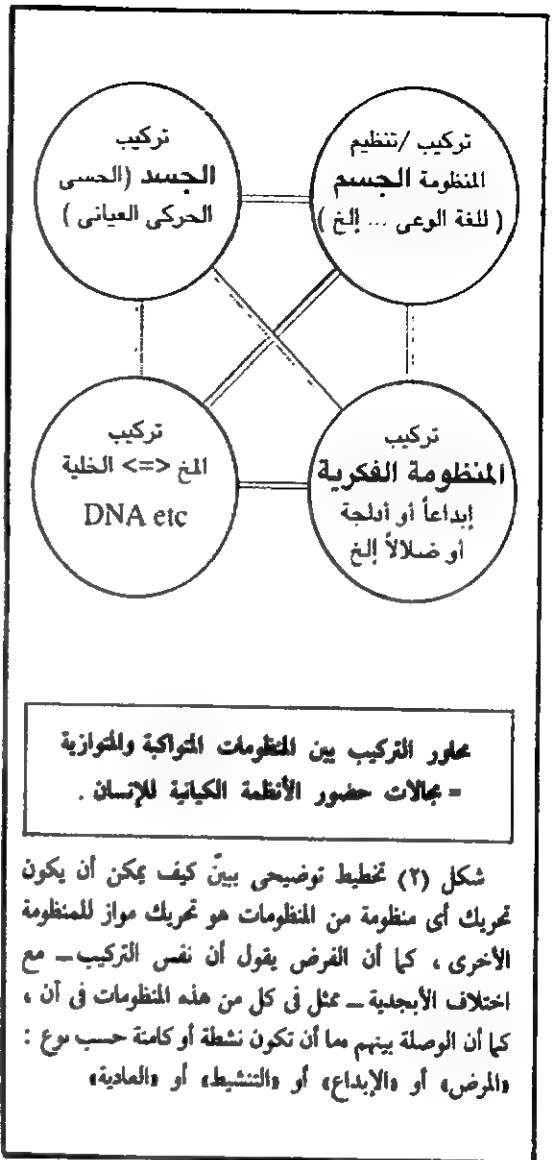 تركيب /تنظيم
المنظومة الجسم
( للغة الوعى ... إلخ )
تركيب
الجسد (الحسى
الحركى العيانى )
تركيب
المنظومة الفكرية
إبداعاً أو أدلجة
أو ضلالاً إلخ
تركيب
المخ <=> الخلية
DNA etc
محاور التركيب بين المنظومات المتواكبة والمتوازية
= مجالات حضور الأنظمة الكيانية للإنسان .
شكل (٢) تخطيط توضيحى يبينّ كيف يمكن أن يكون
تحريك أى منظومة من المنظومات هو تحريك مواز للمنظومة
الأخرى ، كما أن الفرض يقول أن نفس التركيب ــ مع
اختلاف الأبجدية ــ ممثل فى كل من هذه المنظومات فى آن ،
كما أن الوصلة بينهم أن تكون نشطة أو كامنة حسب :
«المرض» أو «الإبداع» أو «التنشيط» أو «العادية»